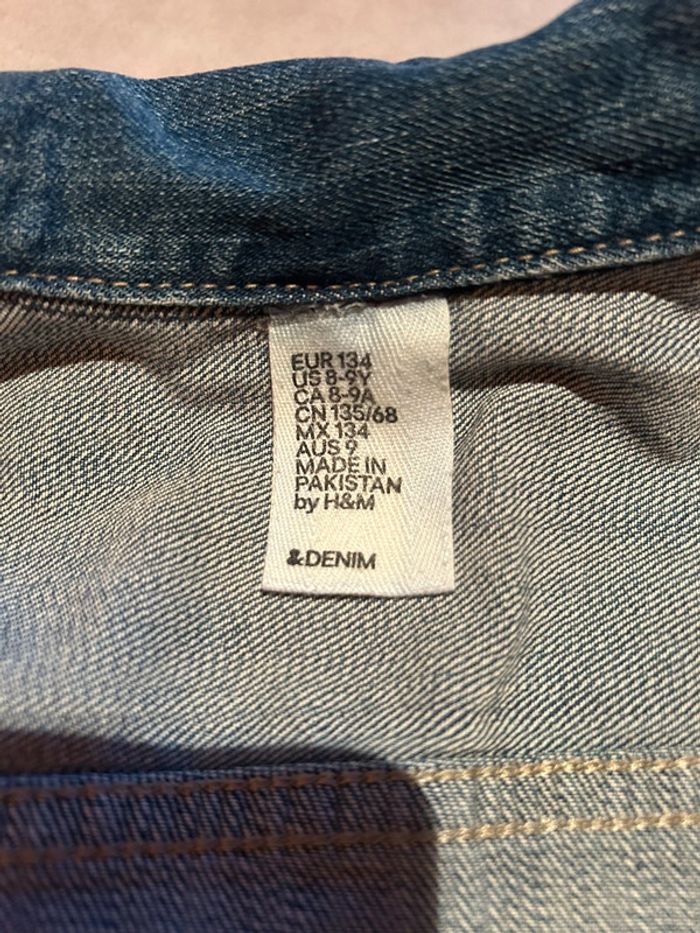 EUR 134
US 8-9Y
CA 8-9A
CN 135/68
MX 134
AUS 9
MADE IN
PAKISTAN
by H&M
&DENIM